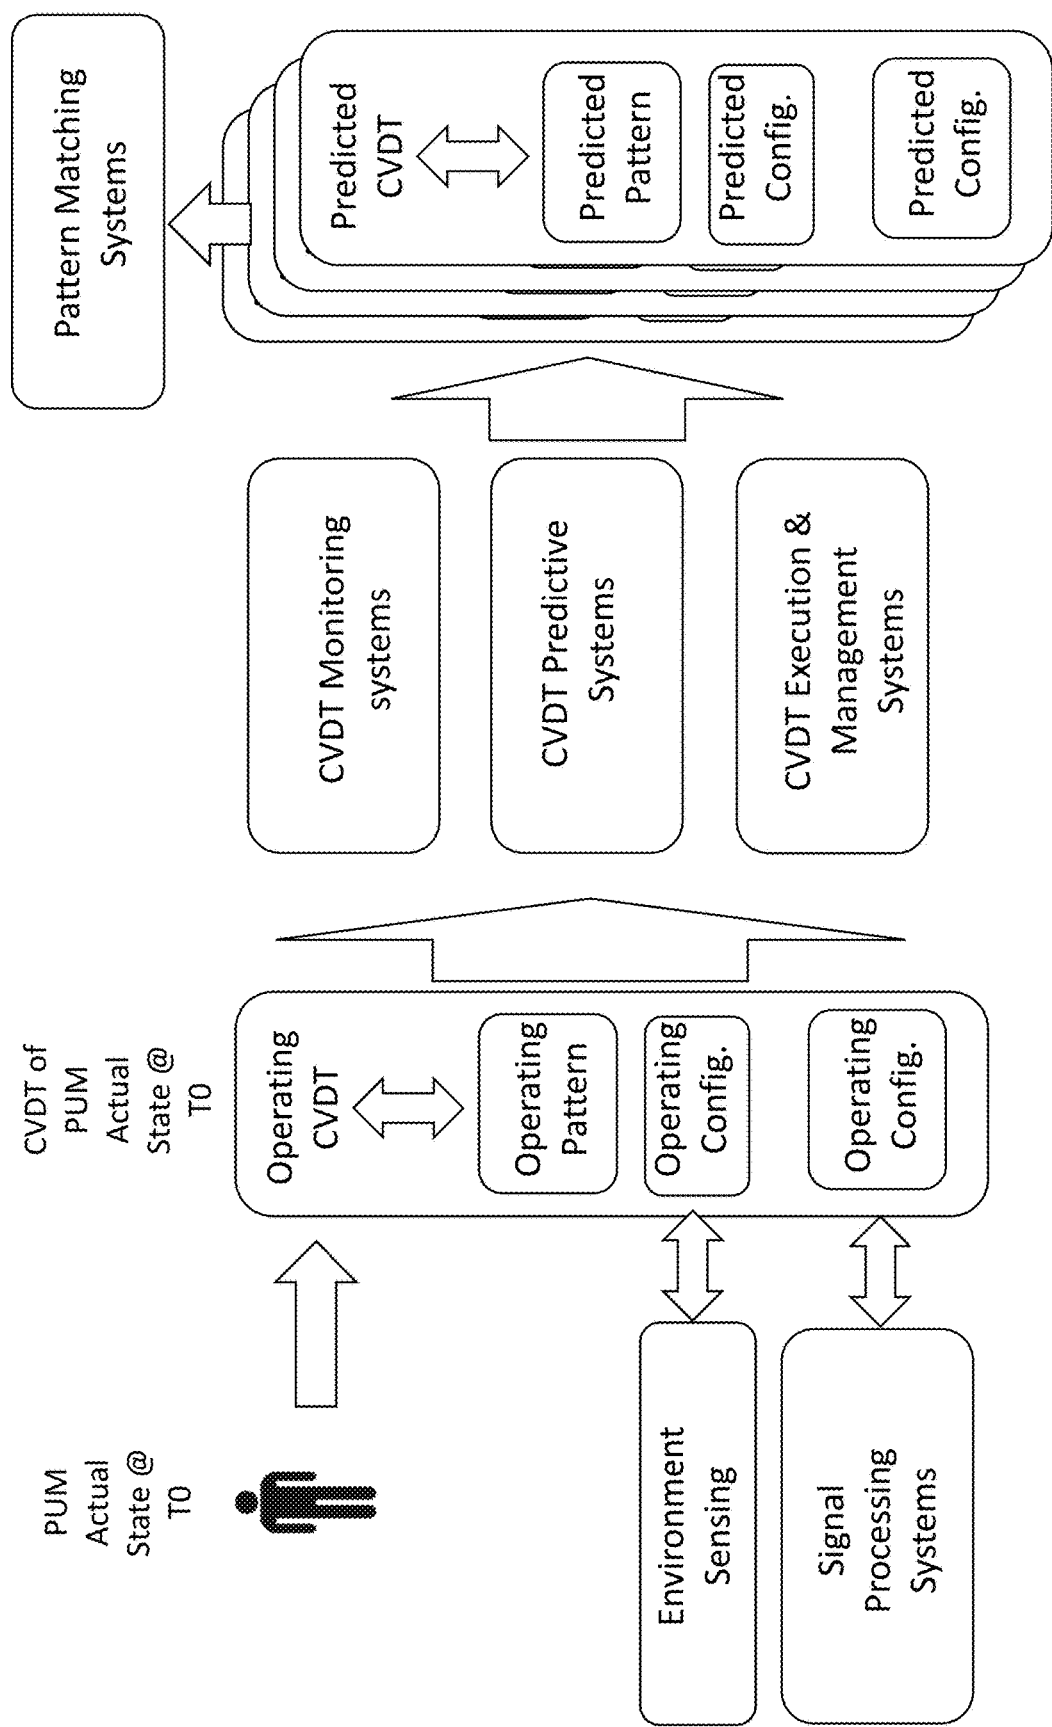 PUM
Actual
State @
T0
Environment
Sensing
Signal
Processing
Systems
CVDT of
PUM
Actual
State @
T0
Operating
CVDT
Operating
Pattern
Operating
Config.
Operating
Config.
CVDT Monitoring
systems
CVDT Predictive
Systems
CVDT Execution &
Management
Systems
Pattern Matching
Systems
Predicted
CVDT
Predicted
Pattern
Predicted
Config.
Predicted
Config.